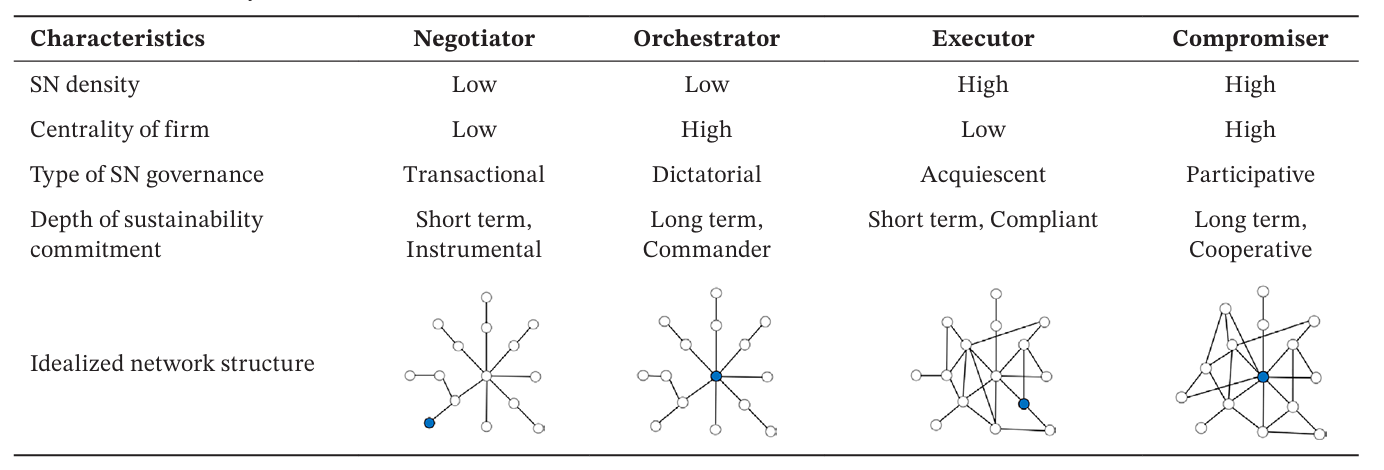 Characteristics Negotiator Orchestrator Executor Compromiser
SN density Low Low High High
Centrality of firm Low High Low High
Type of SN governance Transactional Dictatorial Acquiescent Participative
Depth of sustainability Short term, Long term, Short term, Compliant Long term,
commitment Instrumental Commander Cooperative
Idealized network structure